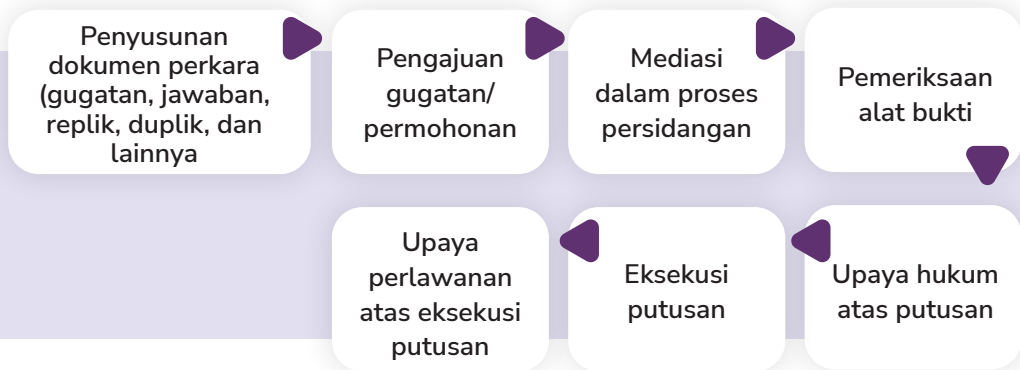 Penyusunan
dokumen perkara
(gugatan, jawaban,
replik, duplik, dan
lainnya
Pengajuan
gugatan/
permohonan
Mediasi
dalam proses
persidangan
Pemeriksaan
alat bukti
Upaya hukum
atas putusan
Eksekusi
putusan
Upaya
perlawanan
atas eksekusi
putusan